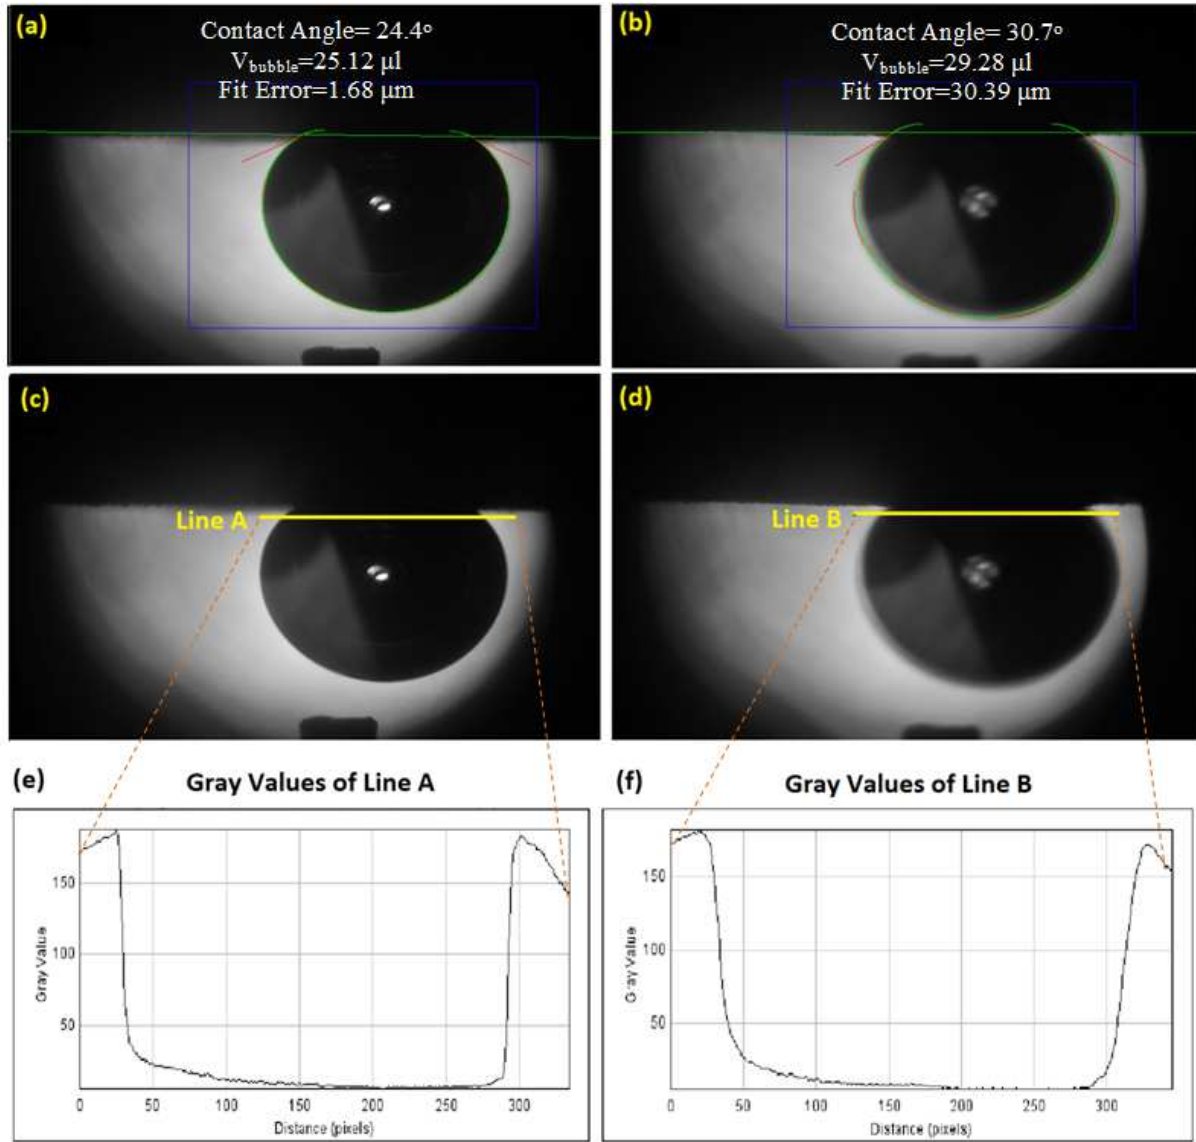 (a)
Contact Angle= 24.4°
Vbubble=25.12 μl
Fit Error=1.68 μm
(b)
Contact Angle= 30.7°
Vbubble=29.28 μl
Fit Error=30.39 μm
(c)
Line A
(d)
Line B
(e)
Gray Values of Line A
150
100
50
Gray Value
0 50 100 150 200 250 300
Distance (pixels)
(f)
Gray Values of Line B
150
100
50
Gray Value
0 50 100 150 200 250 300
Distance (pixels)